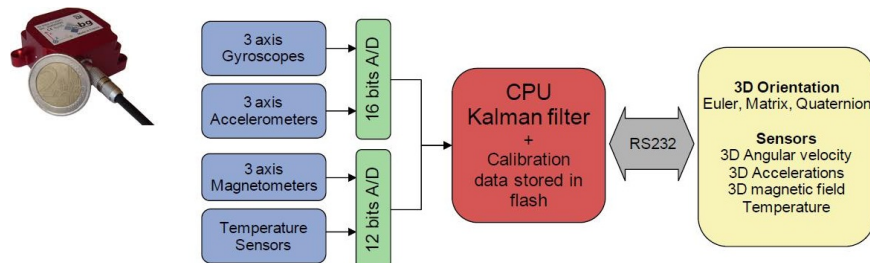 3 axis
Gyroscopes
3 axis
Accelerometers
16 bits A/D
3 axis
Magnetometers
Temperature
Sensors
12 bits A/D
CPU
Kalman filter
+
Calibration
data stored in
flash
RS232
3D Orientation
Euler, Matrix, Quaternion
Sensors
3D Angular velocity
3D Accelerations
3D magnetic field
Temperature